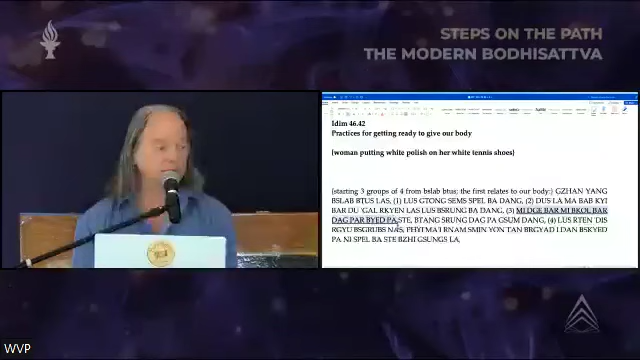 STEPS ON THE PATH
THE MODERN BODHISATTVA
Idim 46.42
Practices for getting ready to give our body
(woman putting white polish on her white tennis shoes)
(starting 3 groups of 4 from bslab btus; the first relates to our body:) GZHAN YANG
BSLAB BTUS LAS, (1) LUS GTONG SEMS SPEL BA DANG, (2) DUS LA MA BAB KYI
BAR DU 'GAL RKYEN LAS LUS BSRUNG BA DANG, (3) MI DGE BAR MI BKOL BAR
DAG PAR BYED PA STE, BTANG SRUNG DAG PA GSUM DANG, (4) LUS RTEN 'DIS
RGYU BSGRUBS NAS, PHYI MA'I RNAM SMIN YON TAN BRGYAD LDAN BSKYED
PA NI SPEL BA STE BZHI GSUNGS LA,
WVP